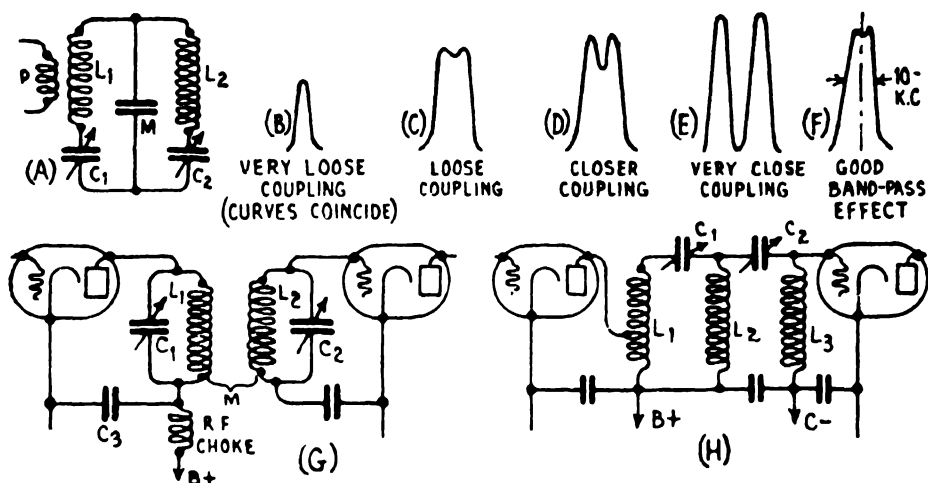 P
L1
L2
M
C1
C2
(A)
(B)
VERY LOOSE
COUPLING
(CURVES COINCIDE)
(C)
LOOSE
COUPLING
(D)
CLOSER
COUPLING
(E)
VERY CLOSE
COUPLING
(F)
10-
K.C
GOOD
BAND-PASS
EFFECT
L1
C1
L2
C2
M
C3
RF
CHOKE
B+
(G)
C1
C2
L1
L2
L3
B+
C-
(H)